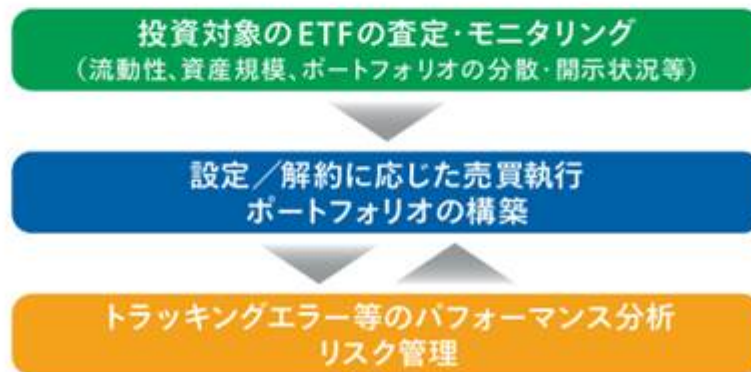 投資対象のETFの査定・モニタリング
（流動性、資産規模、ポートフォリオの分散・開示状況等）
設定／解約に応じた売買執行
ポートフォリオの構築
トラッキングエラー等のパフォーマンス分析
リスク管理